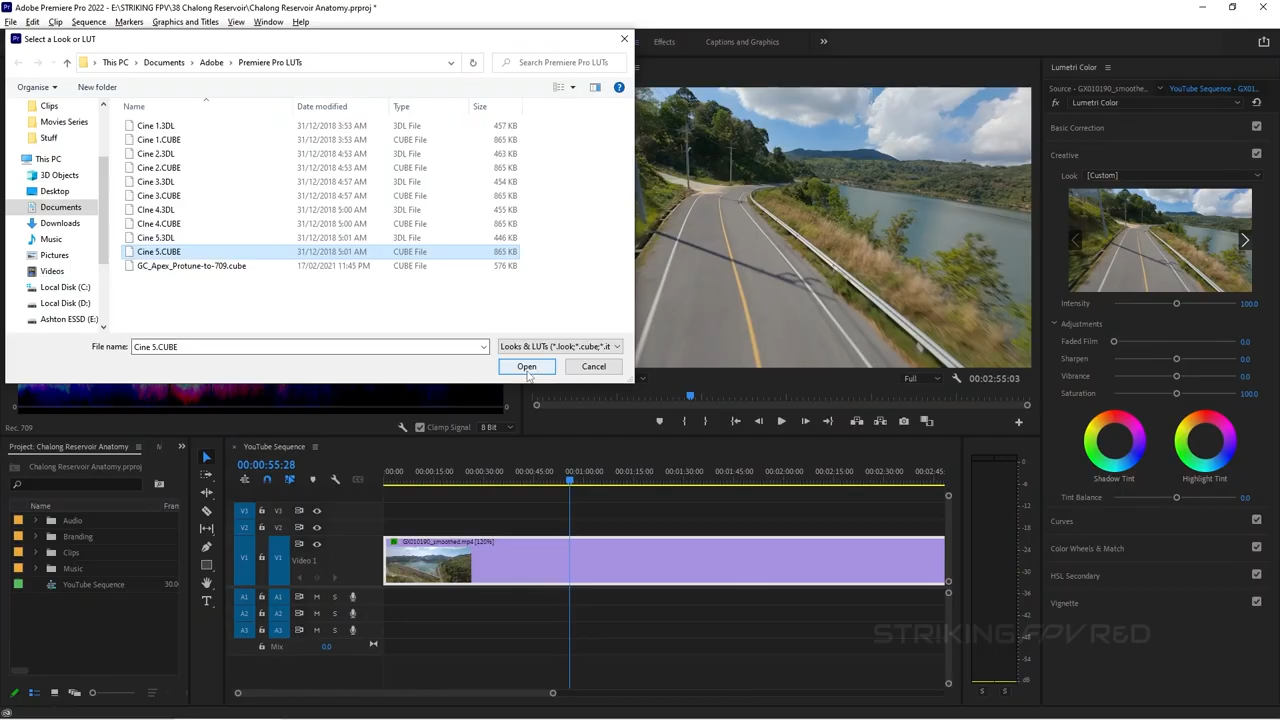 Adobe Premiere Pro 2022 - E:\STRIKING FPV\38 Chalong Reservoir\Chalong Reservoir Anatomy.prproj *
File Edit Clip Sequence Markers Graphics and Titles View Window Help
Select a Look or LUT
This PC Documents Adobe Premiere Pro LUTs
Search Premiere Pro LUTs
Organise New folder
Name Date modified Type Size
Clips
Movies Series
Stuff
This PC
3D Objects
Desktop
Documents
Downloads
Music
Pictures
Videos
Local Disk (C:)
Local Disk (D:)
Ashton ESSD (E:)
Cine 1.3DL 31/12/2018 3:53 AM 3DL File 457 KB
Cine 1.CUBE 31/12/2018 3:53 AM CUBE File 865 KB
Cine 2.3DL 31/12/2018 4:53 AM 3DL File 463 KB
Cine 2.CUBE 31/12/2018 4:53 AM CUBE File 865 KB
Cine 3.3DL 31/12/2018 4:57 AM 3DL File 454 KB
Cine 3.CUBE 31/12/2018 4:57 AM CUBE File 865 KB
Cine 4.3DL 31/12/2018 5:00 AM 3DL File 455 KB
Cine 4.CUBE 31/12/2018 5:00 AM CUBE File 865 KB
Cine 5.3DL 31/12/2018 5:01 AM 3DL File 446 KB
Cine 5.CUBE 31/12/2018 5:01 AM CUBE File 865 KB
GC_Apex_Protune-to-709.cube 17/02/2021 11:45 PM CUBE File 576 KB
File name: Cine 5.CUBE
Looks & LUTs (*.look;*.cube;*.it
Open Cancel
Effects Captions and Graphics
Full 00:02:55:03
Lumetri Color
Source - GX010190_smoothe... YouTube Sequence - GX01...
fx Lumetri Color
Basic Correction
Creative
Look [Custom]
Intensity 100.0
Adjustments
Faded Film 0.0
Sharpen 0.0
Vibrance 0.0
Saturation 100.0
Shadow Tint Highlight Tint
Tint Balance 0.0
Curves
Color Wheels & Match
HSL Secondary
Vignette
0 0
Rec. 709
Clamp Signal 8 Bit
Project: Chalong Reservoir Anatomy
Chalong Reservoir Anatomy.prproj
Name Fran
Audio
Branding
Clips
Music
YouTube Sequence 30.0
YouTube Sequence
00:00:55:28
:00:00 00:00:15:00 00:00:30:00 00:00:45:00 00:01:00:00 00:01:15:00 00:01:30:00 00:01:45:00 00:02:00:00 00:02:15:00 00:02:30:00 00:02:45:
V3 V3
V2 V2
V1 V1 Video 1
GX010190_smoothed.mp4 [120%]
A1 A1 M S
A2 A2 M S
A3 A3 M S
Mix 0.0
0
-6
-12
-18
-24
-30
-36
-42
-48
-54
dB
S S
STRIKING FPV R&D